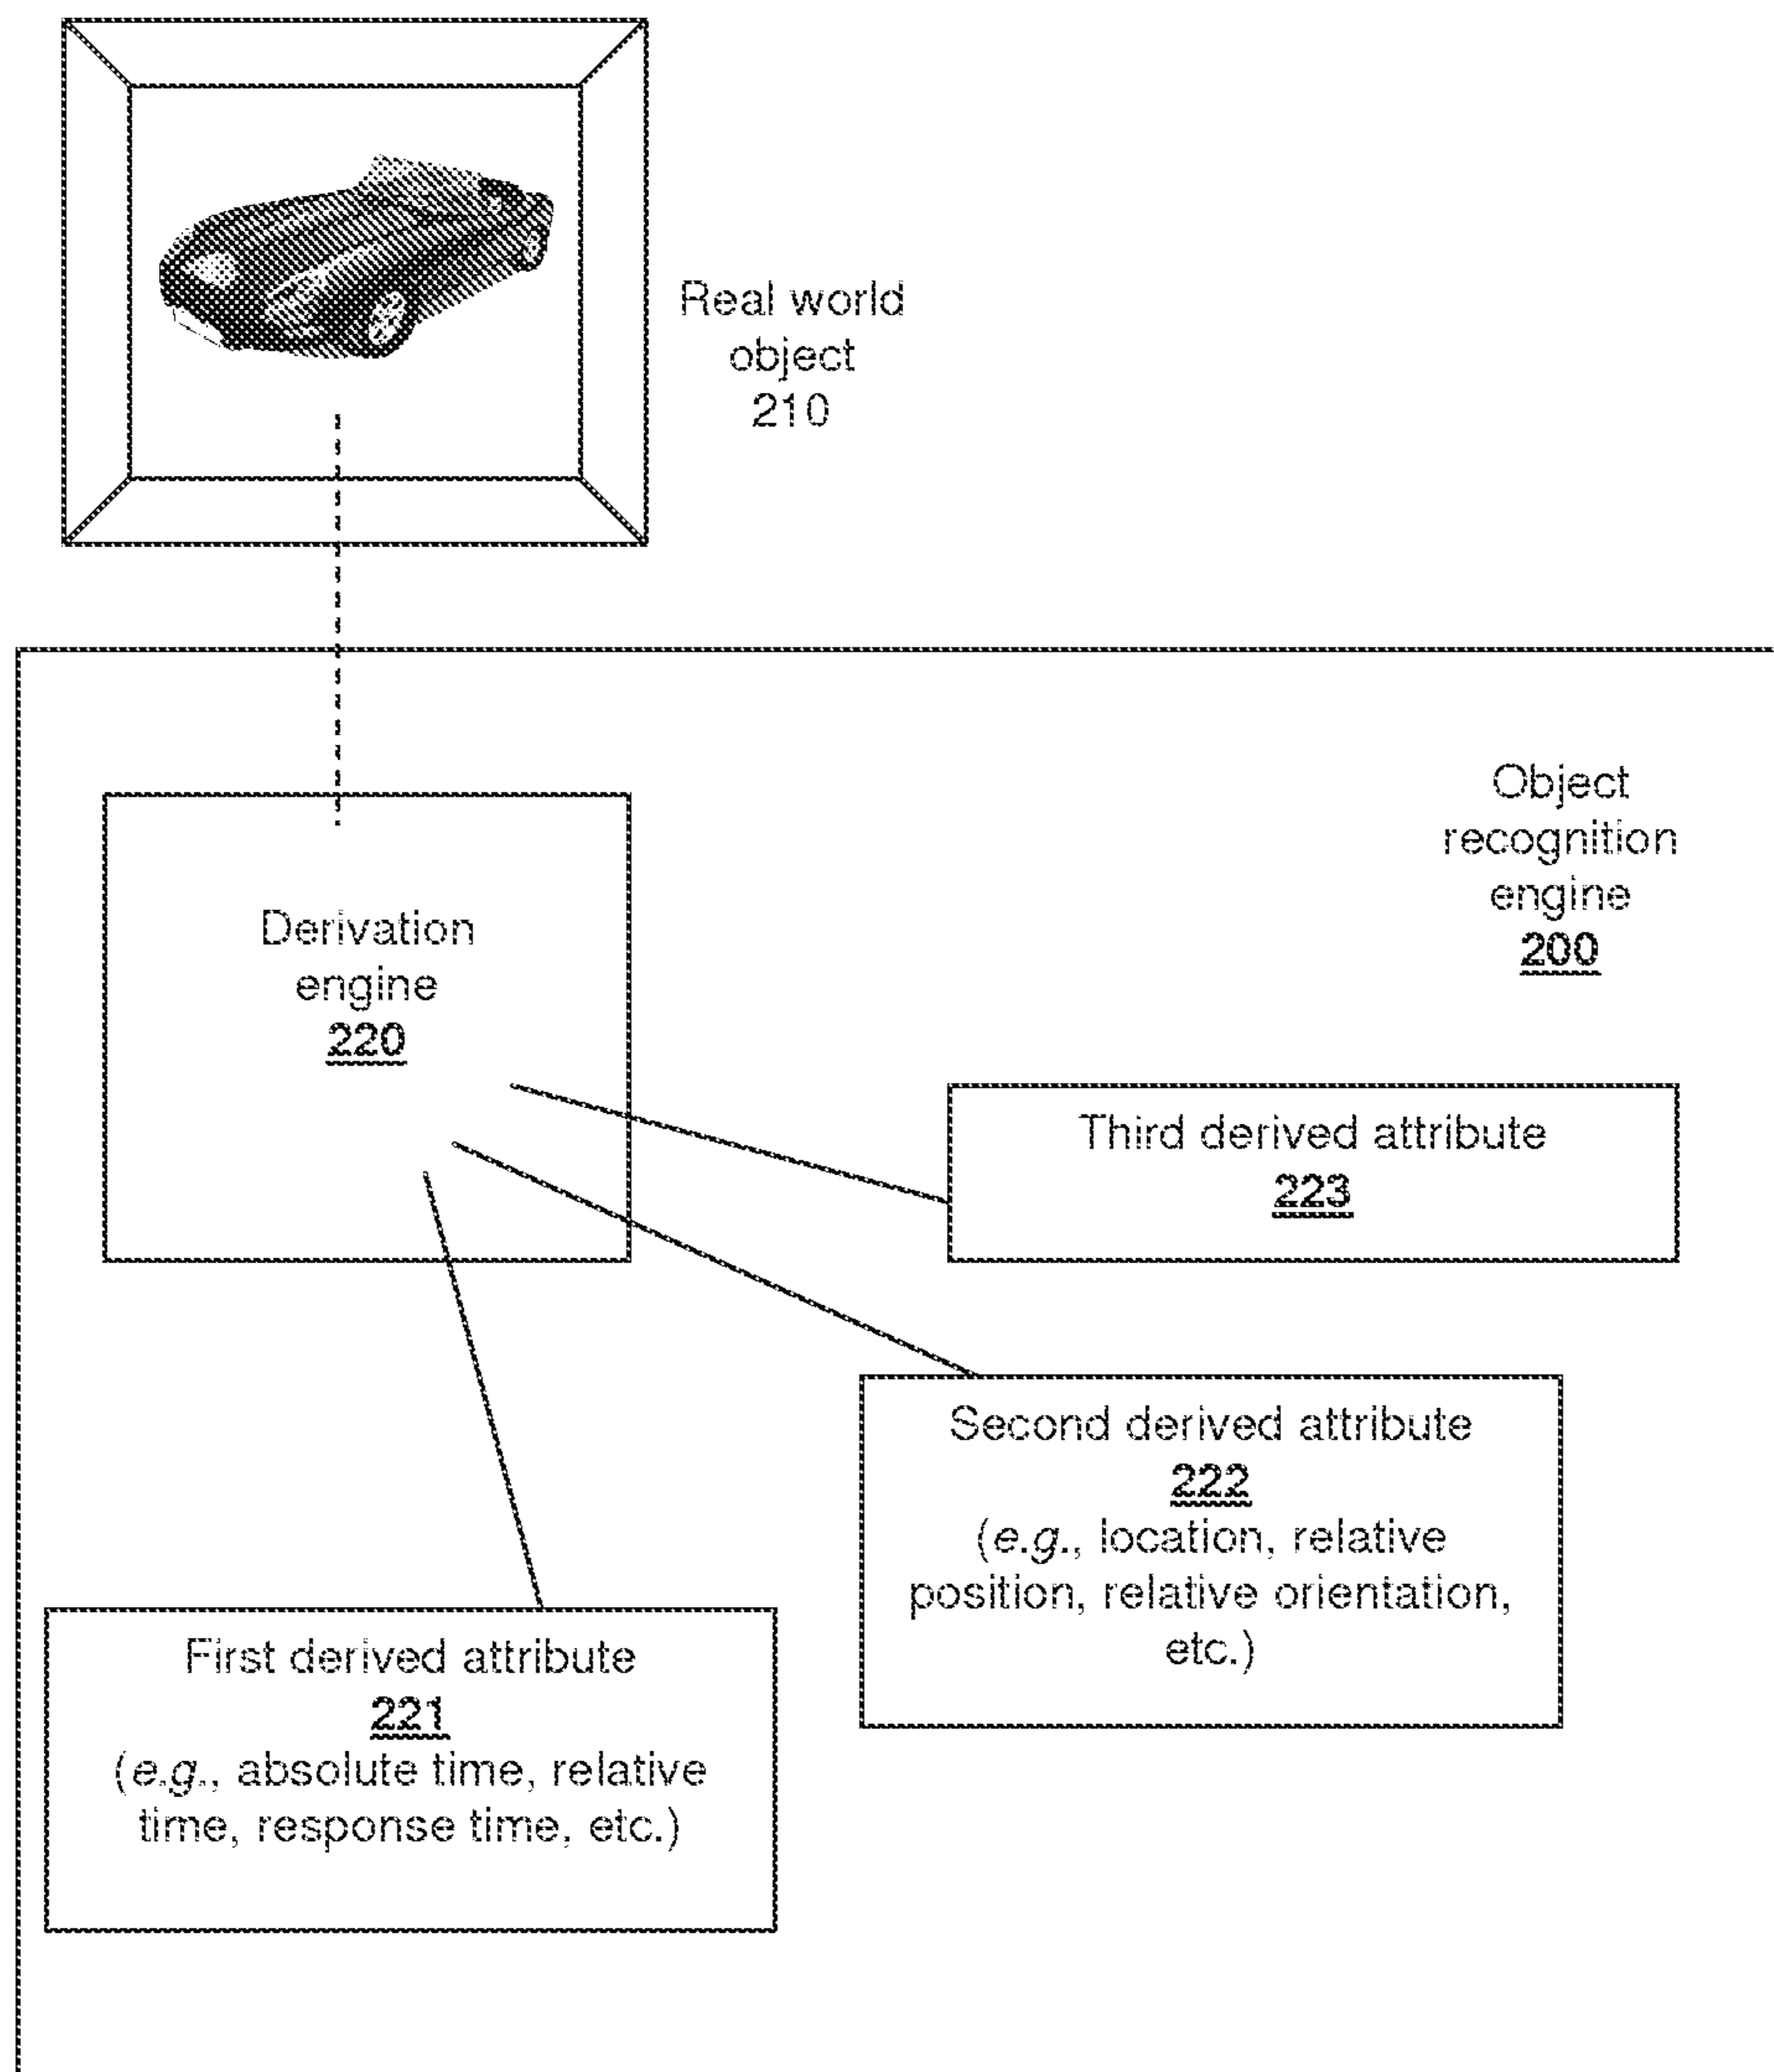 Real world
object
210
Object
recognition
engine
200
Derivation
engine
220
Third derived attribute
223
Second derived attribute
222
(e.g., location, relative
position, relative orientation,
etc.)
First derived attribute
221
(e.g., absolute time, relative
time, response time, etc.)